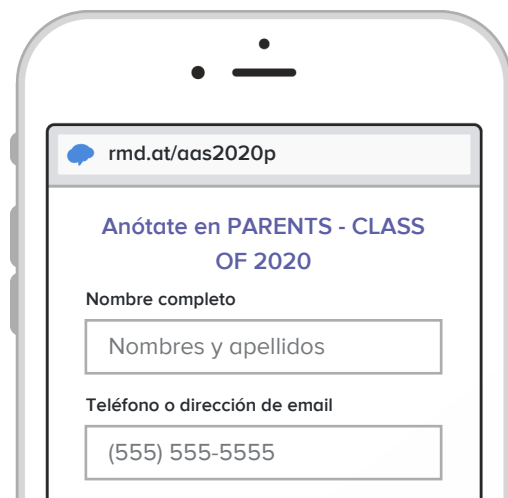 rmd.at/aas2020p
Anótate en PARENTS - CLASS
OF 2020
Nombre completo
Nombres y apellidos
Teléfono o dirección de email
(555) 555-5555